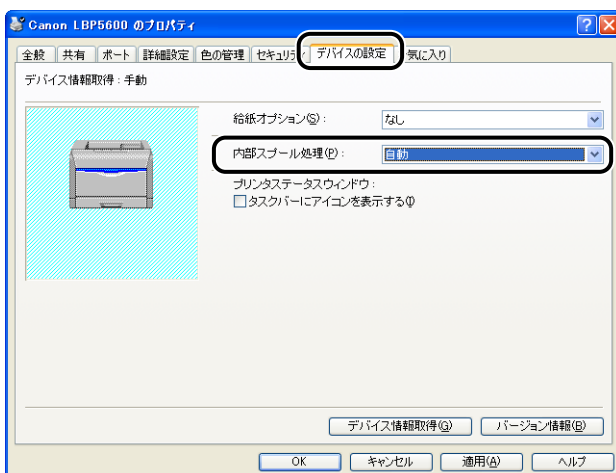 Canon LBP5600 のプロパティ
全般 共有 ポート 詳細設定 色の管理 セキュリティ デバイスの設定 気に入り
デバイス情報取得：手動
給紙オプション(S)： なし
内部スプール処理(P)： 自動
プリンタステータスウィンドウ：
タスクバーにアイコンを表示する(I)
デバイス情報取得(G) バージョン情報(B)
OK キャンセル 適用(A) ヘルプ